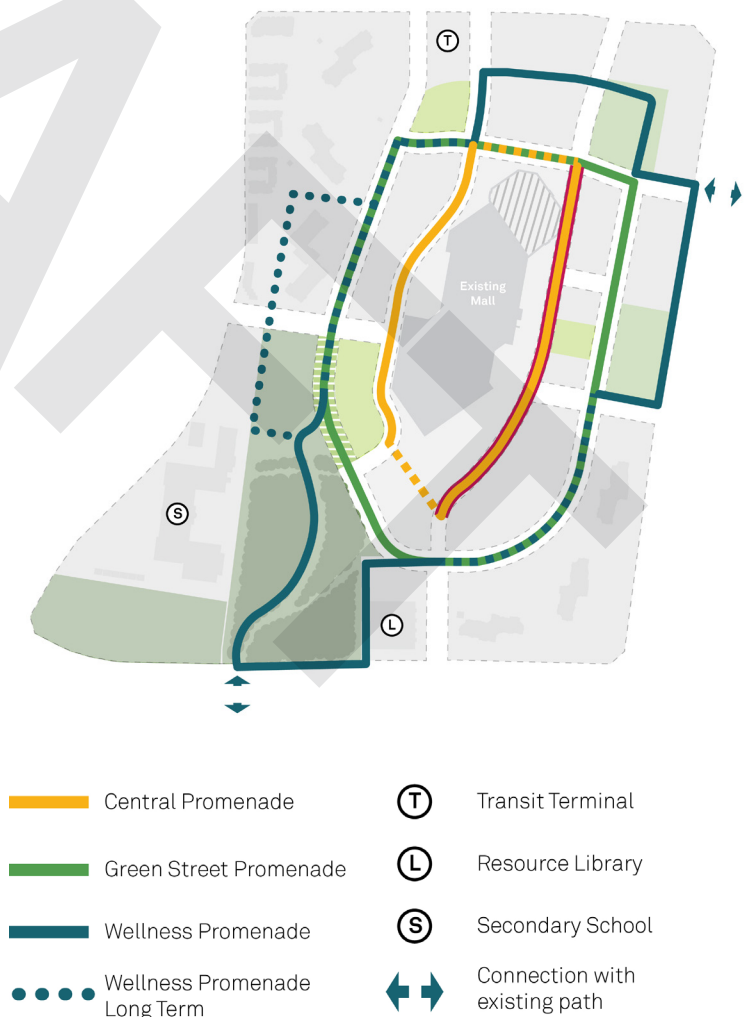 T
Existing
Mall
S
L
Central Promenade
T Transit Terminal
Green Street Promenade
L Resource Library
Wellness Promenade
S Secondary School
Wellness Promenade
Long Term
Connection with
existing path